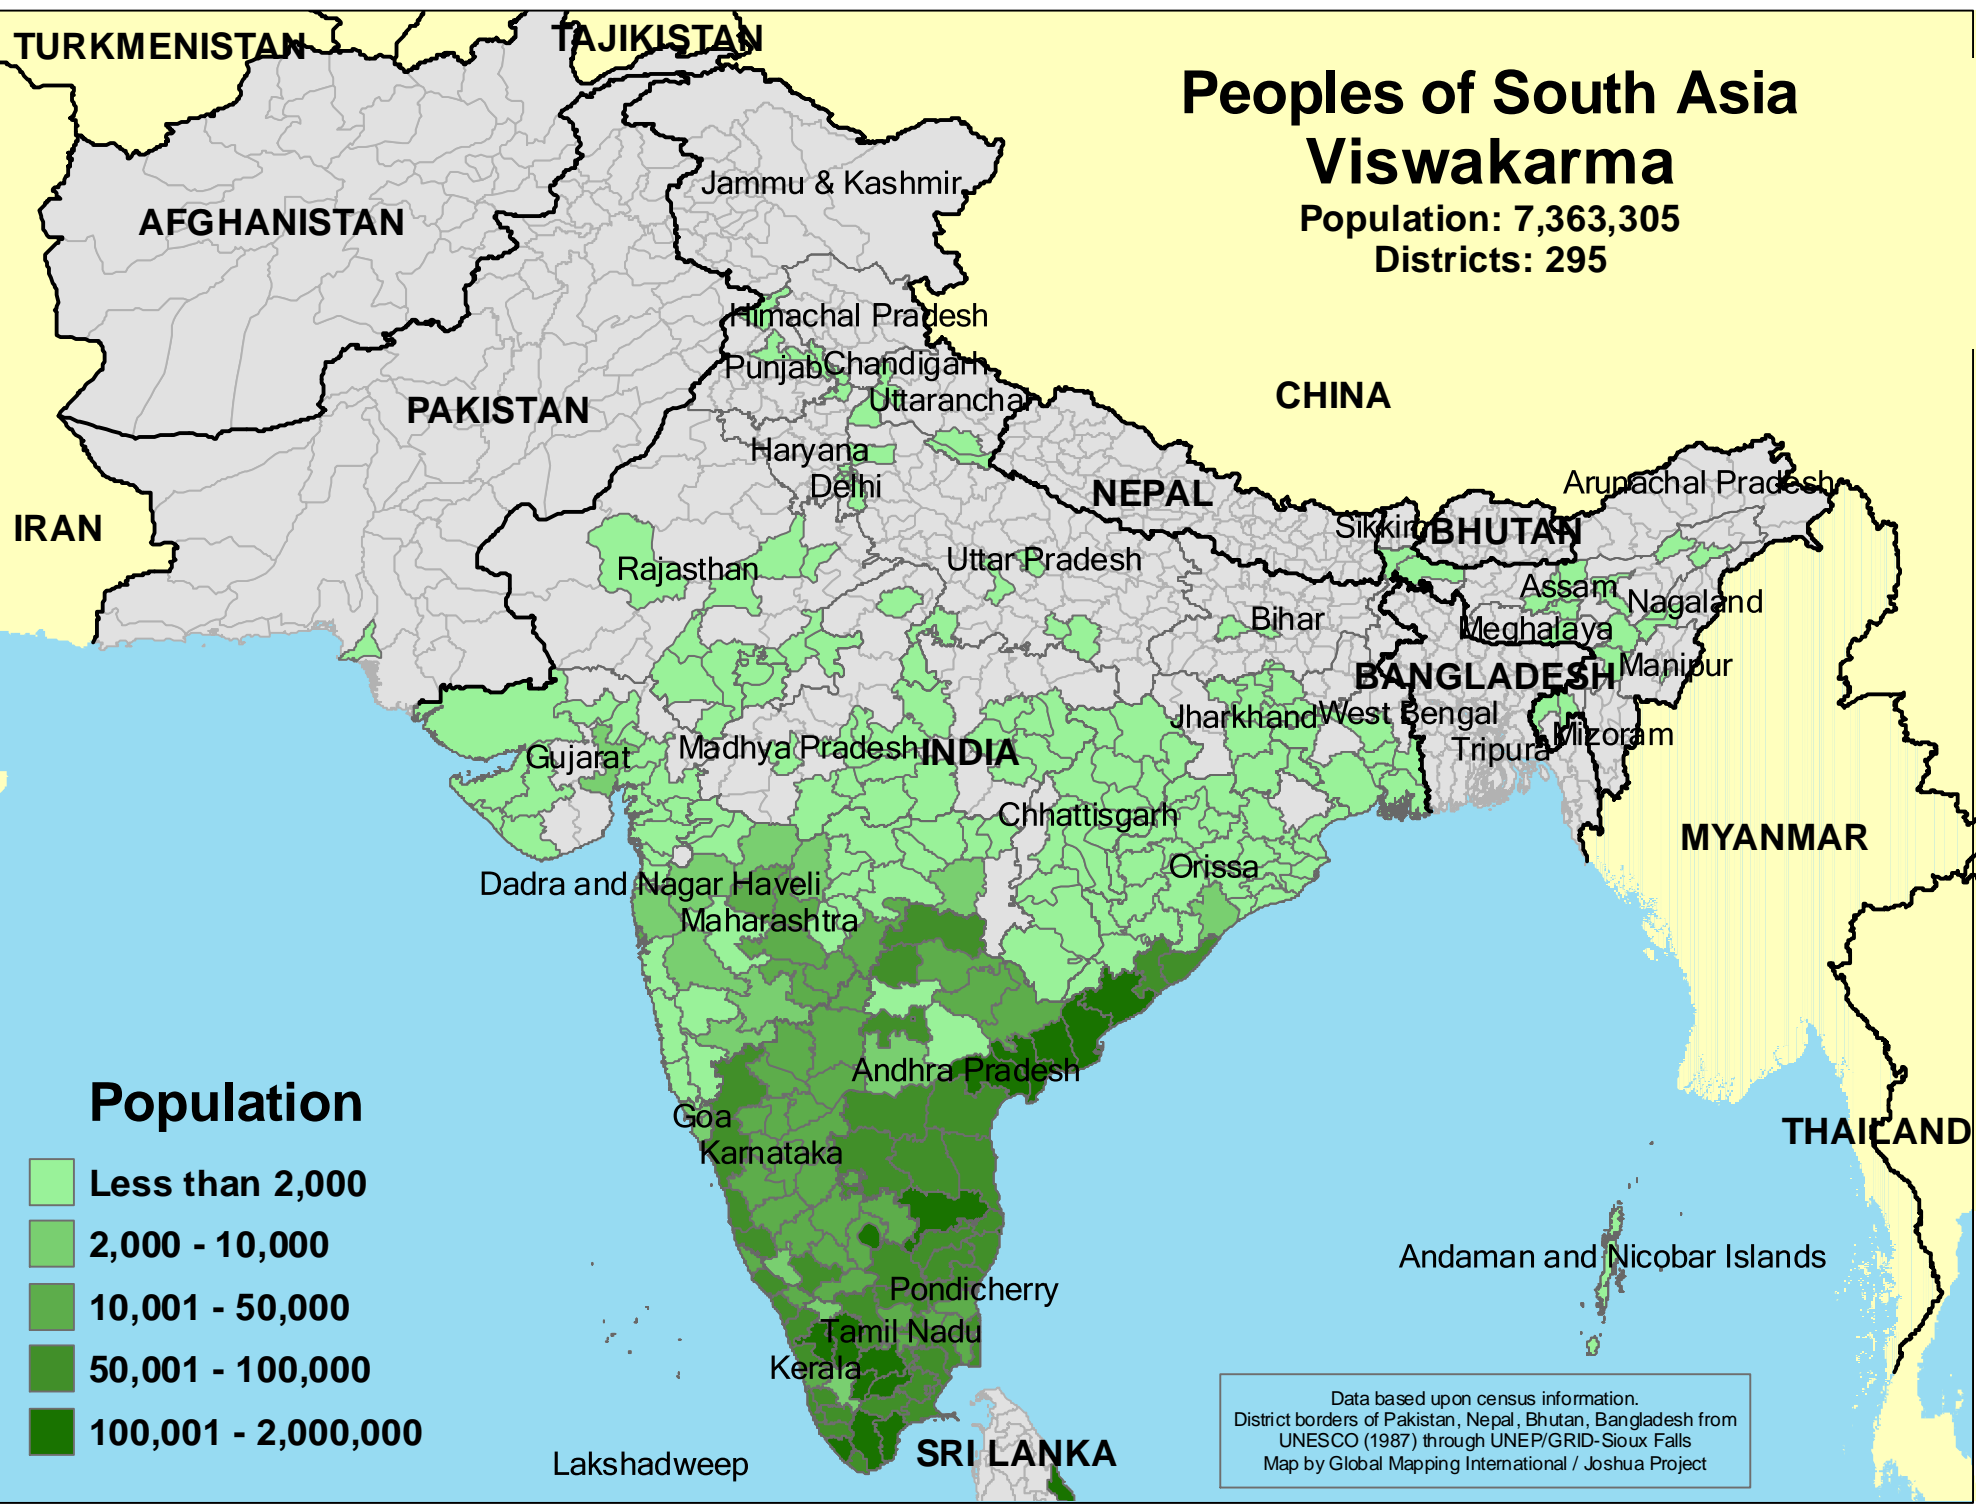 TURKMENISTAN
TAJIKISTAN
Peoples of South Asia
Viswakarma
Population: 7,363,305
Districts: 295
Jammu & Kashmir
AFGHANISTAN
Himachal Pradesh
Punjab
Chandigarh
Uttaranchal
CHINA
PAKISTAN
Haryana
Delhi
NEPAL
Arunachal Pradesh
IRAN
Sikkim
BHUTAN
Rajasthan
Uttar Pradesh
Assam
Nagaland
Bihar
Meghalaya
BANGLADESH
Manipur
Gujarat
Madhya Pradesh
INDIA
Jharkhand
West Bengal
Tripura
Mizoram
Chhattisgarh
MYANMAR
Orissa
Dadra and Nagar Haveli
Maharashtra
Andhra Pradesh
Population
Goa
Karnataka
THAILAND
Less than 2,000
2,000 - 10,000
10,001 - 50,000
50,001 - 100,000
100,001 - 2,000,000
Andaman and Nicobar Islands
Pondicherry
Tamil Nadu
Kerala
Lakshadweep
SRI LANKA
Data based upon census information.
District borders of Pakistan, Nepal, Bhutan, Bangladesh from
UNESCO (1987) through UNEP/GRID-Sioux Falls
Map by Global Mapping International / Joshua Project